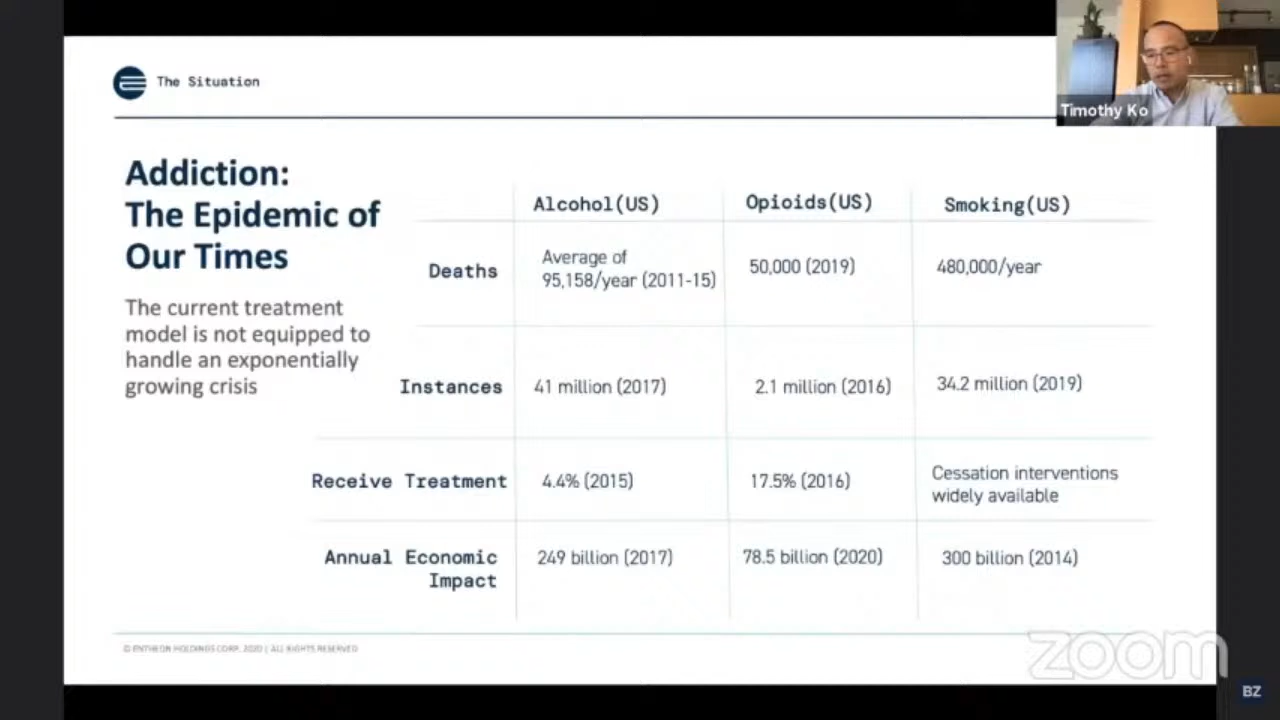 The Situation
Timothy Ko
Addiction:
The Epidemic of
Our Times
The current treatment
model is not equipped to
handle an exponentially
growing crisis
Alcohol(US)
Opioids(US)
Smoking(US)
Deaths
Average of
95,158/year (2011-15)
50,000 (2019)
480,000/year
Instances
41 million (2017)
2.1 million (2016)
34.2 million (2019)
Receive Treatment
4.4% (2015)
17.5% (2016)
Cessation interventions
widely available
Annual Economic
Impact
249 billion (2017)
78.5 billion (2020)
300 billion (2014)
© ENTHEON HOLDINGS CORP. 2020 | ALL RIGHTS RESERVED
zoom
BZ